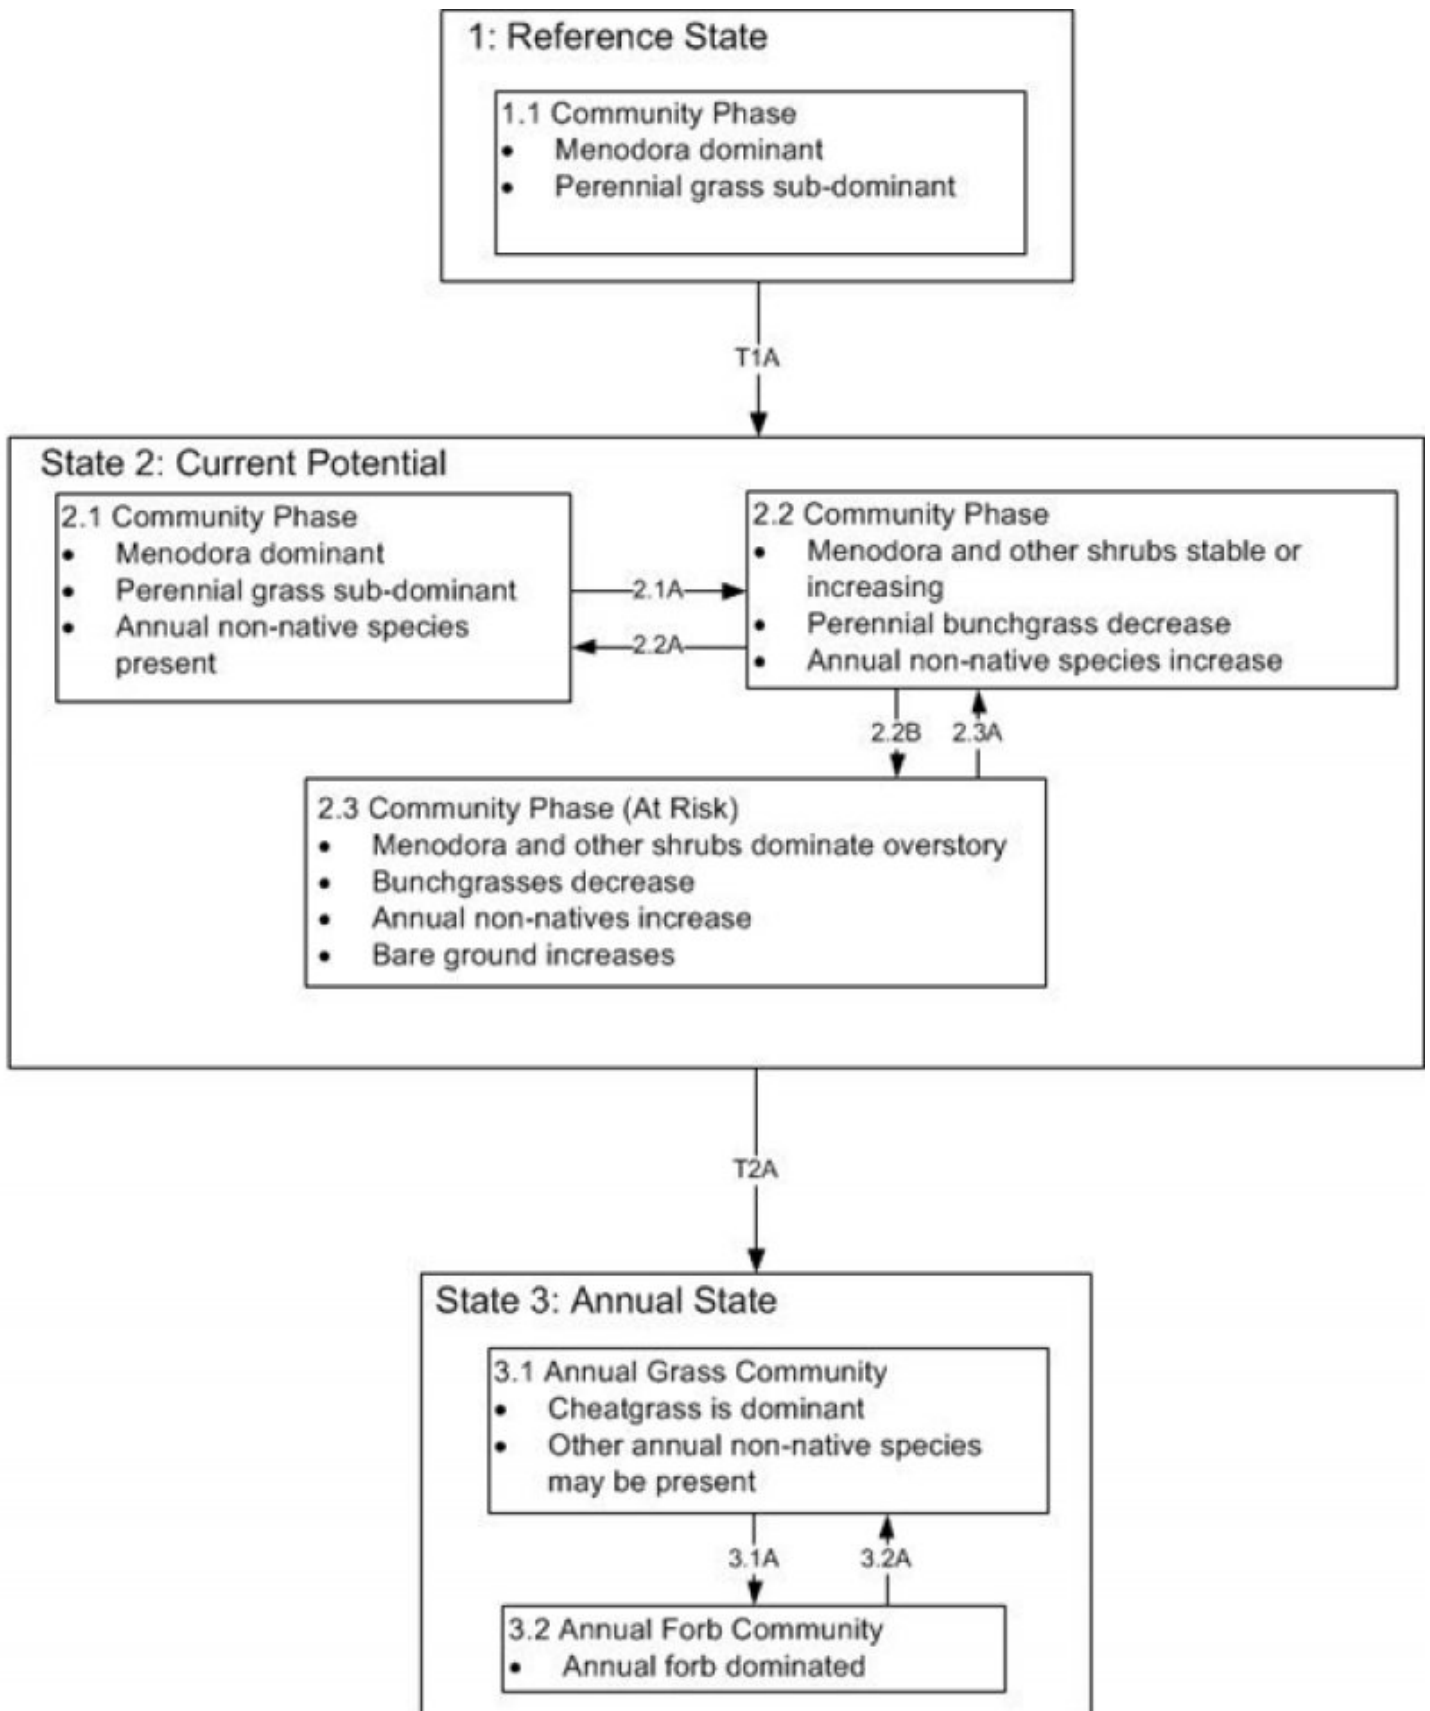 1: Reference State
1.1 Community Phase
• Menodora dominant
• Perennial grass sub-dominant
T1A
State 2: Current Potential
2.1 Community Phase
• Menodora dominant
• Perennial grass sub-dominant
• Annual non-native species
present
2.1A
2.2A
2.2 Community Phase
• Menodora and other shrubs stable or
increasing
• Perennial bunchgrass decrease
• Annual non-native species increase
2.2B
2.3A
2.3 Community Phase (At Risk)
• Menodora and other shrubs dominate overstory
• Bunchgrasses decrease
• Annual non-natives increase
• Bare ground increases
T2A
State 3: Annual State
3.1 Annual Grass Community
• Cheatgrass is dominant
• Other annual non-native species
may be present
3.1A
3.2A
3.2 Annual Forb Community
• Annual forb dominated